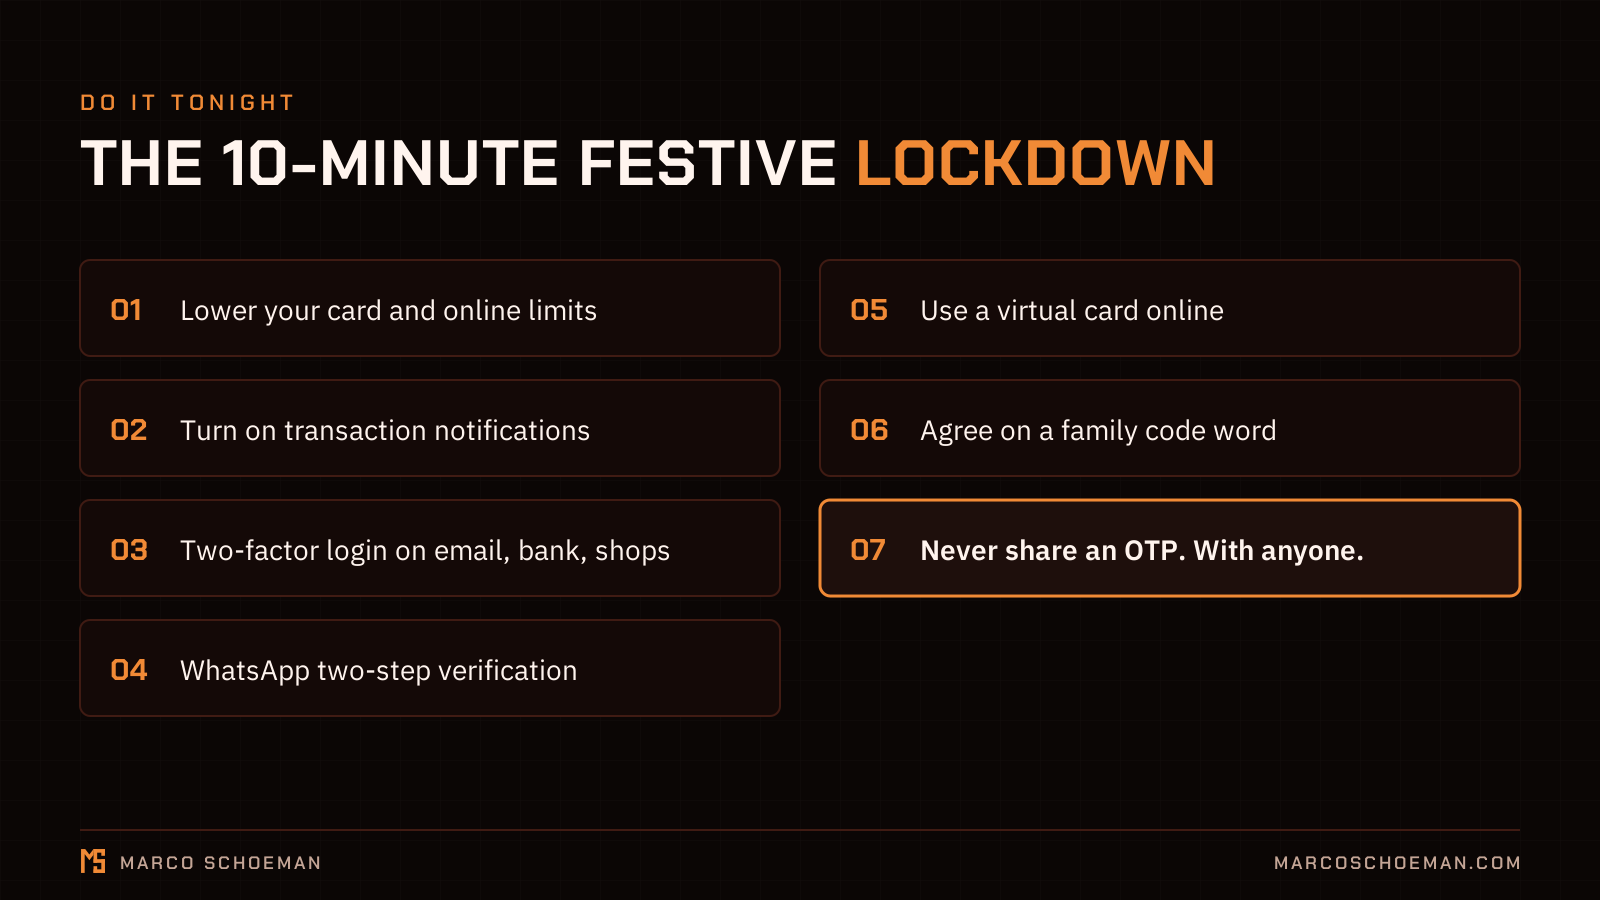 DO IT TONIGHT
THE 10-MINUTE FESTIVE LOCKDOWN
01 Lower your card and online limits
02 Turn on transaction notifications
03 Two-factor login on email, bank, shops
04 WhatsApp two-step verification
05 Use a virtual card online
06 Agree on a family code word
07 Never share an OTP. With anyone.
MS MARCO SCHOEMAN
MARCOSCHOEMAN.COM